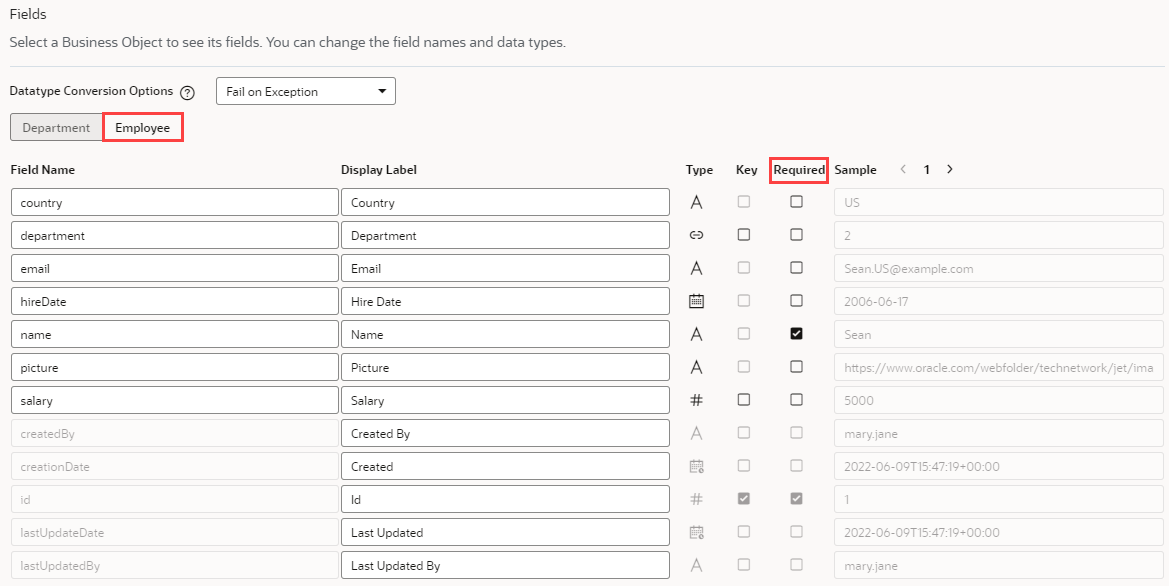 Fields
Select a Business Object to see its fields. You can change the field names and data types.
Datatype Conversion Options ? Fail on Exception
Department Employee
Field Name Display Label Type Key Required Sample < 1 >
country Country A US
department Department 2
email Email A Sean.US@example.com
hireDate Hire Date 2006-06-17
name Name A Sean
picture Picture A https://www.oracle.com/webfolder/technetwork/jet/ima
salary Salary # 5000
createdBy Created By A mary.jane
creationDate Created 2022-06-09T15:47:19+00:00
id Id # 1
lastUpdateDate Last Updated 2022-06-09T15:47:19+00:00
lastUpdatedBy Last Updated By A mary.jane